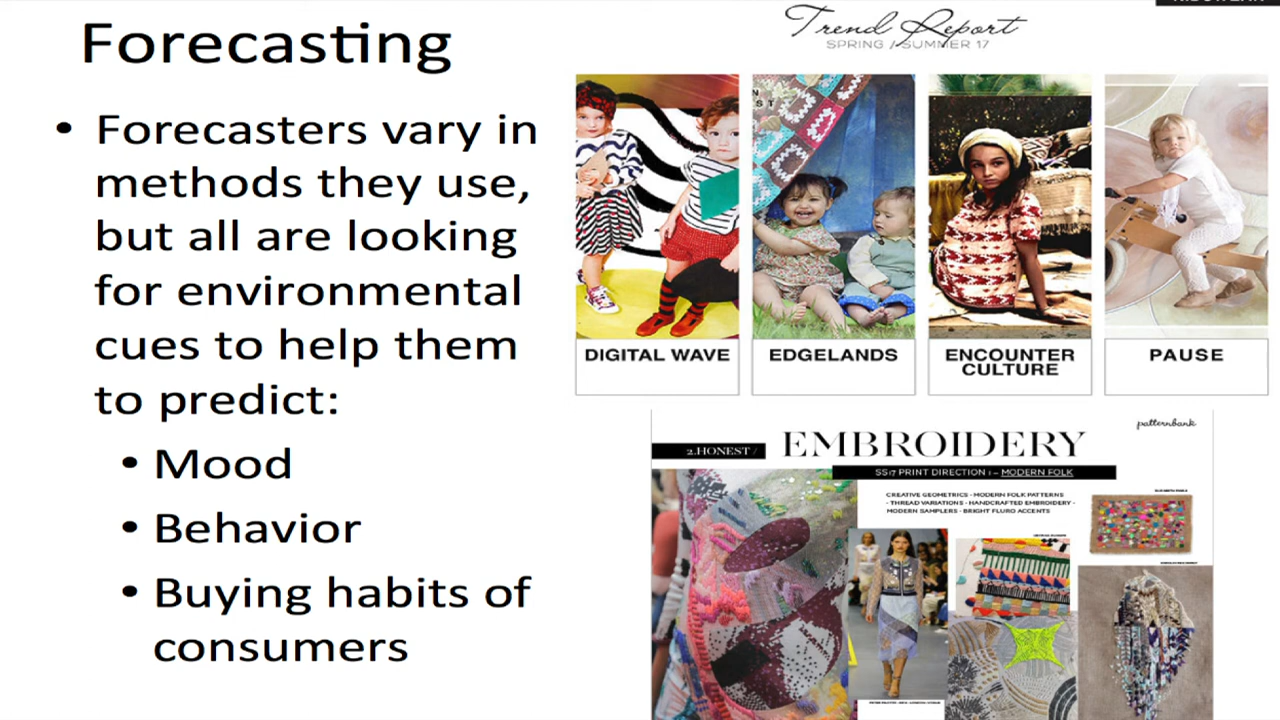 Forecasting
• Forecasters vary in
methods they use,
but all are looking
for environmental
cues to help them
to predict:
• Mood
• Behavior
• Buying habits of
consumers
Trend Report
SPRING / SUMMER 17
DIGITAL WAVE
EDGELANDS
ENCOUNTER
CULTURE
PAUSE
patternbank
2.HONEST /
EMBROIDERY
SS17 PRINT DIRECTION 1 – MODERN FOLK
CREATIVE GEOMETRICS - MODERN FOLK PATTERNS
- THREAD VARIATIONS - HANDCRAFTED EMBROIDERY -
MODERN SAMPLERS - BRIGHT FLURO ACCENTS